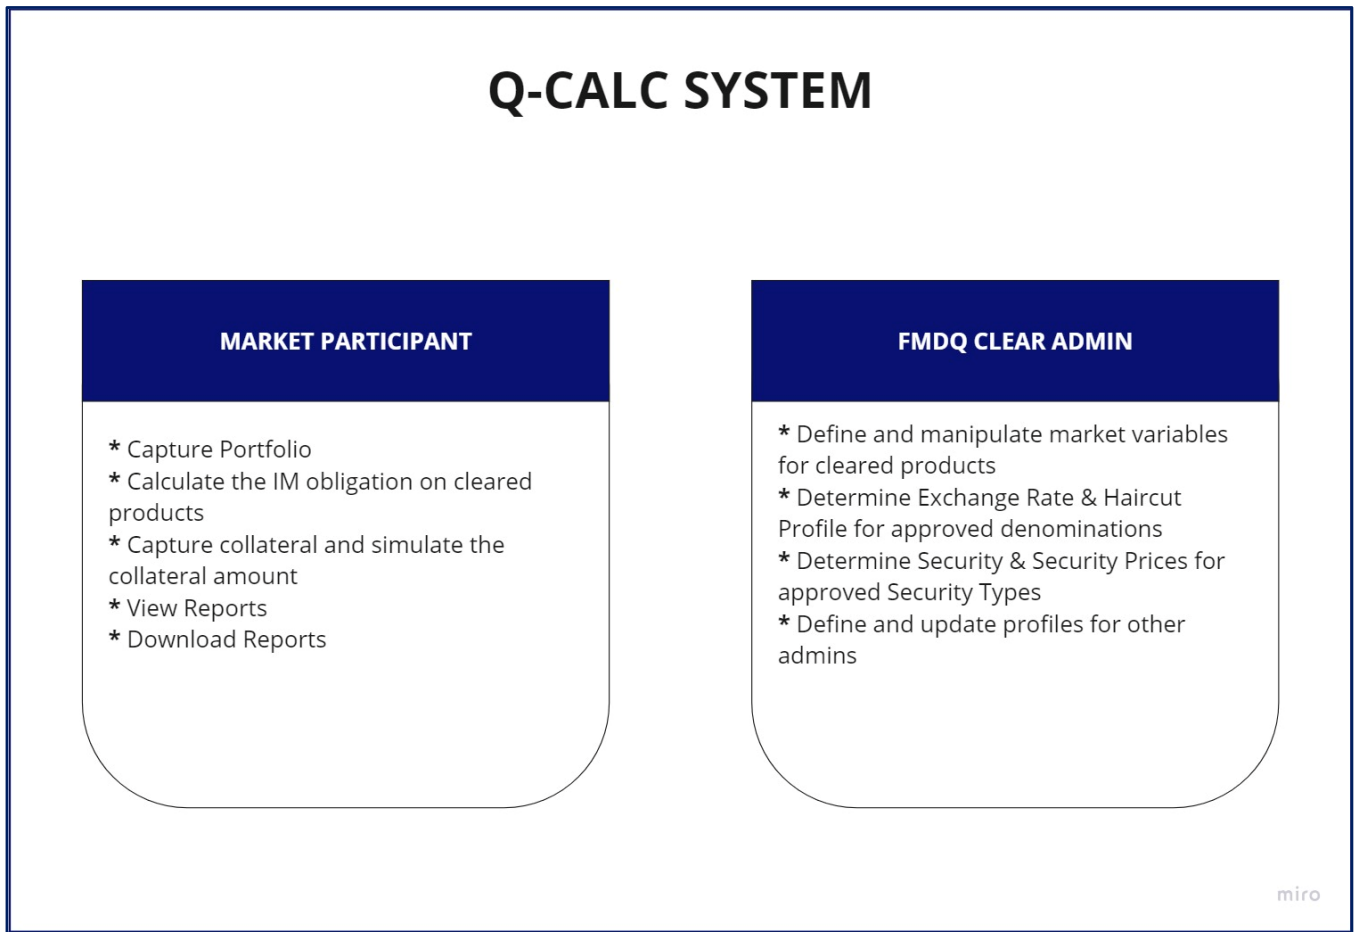 Q-CALC SYSTEM
MARKET PARTICIPANT
* Capture Portfolio
* Calculate the IM obligation on cleared
products
* Capture collateral and simulate the
collateral amount
* View Reports
* Download Reports
FMDQ CLEAR ADMIN
* Define and manipulate market variables
for cleared products
* Determine Exchange Rate & Haircut
Profile for approved denominations
* Determine Security & Security Prices for
approved Security Types
* Define and update profiles for other
admins
miro